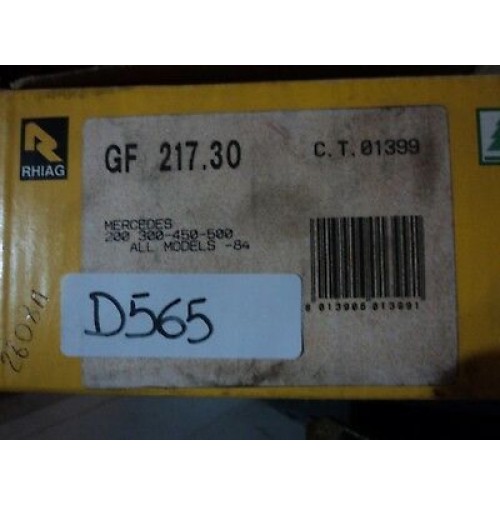 RHIAG
GF 217.30
C.T.01399
MERCEDES
200 300-450-500
ALL MODELS -84
D565